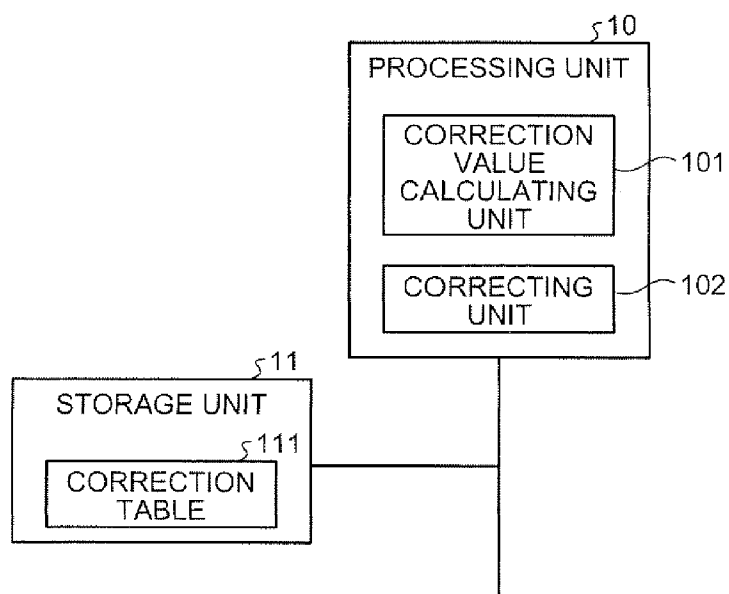 10
PROCESSING UNIT
CORRECTION
VALUE
CALCULATING
UNIT
101
CORRECTING
UNIT
102
11
STORAGE UNIT
111
CORRECTION
TABLE